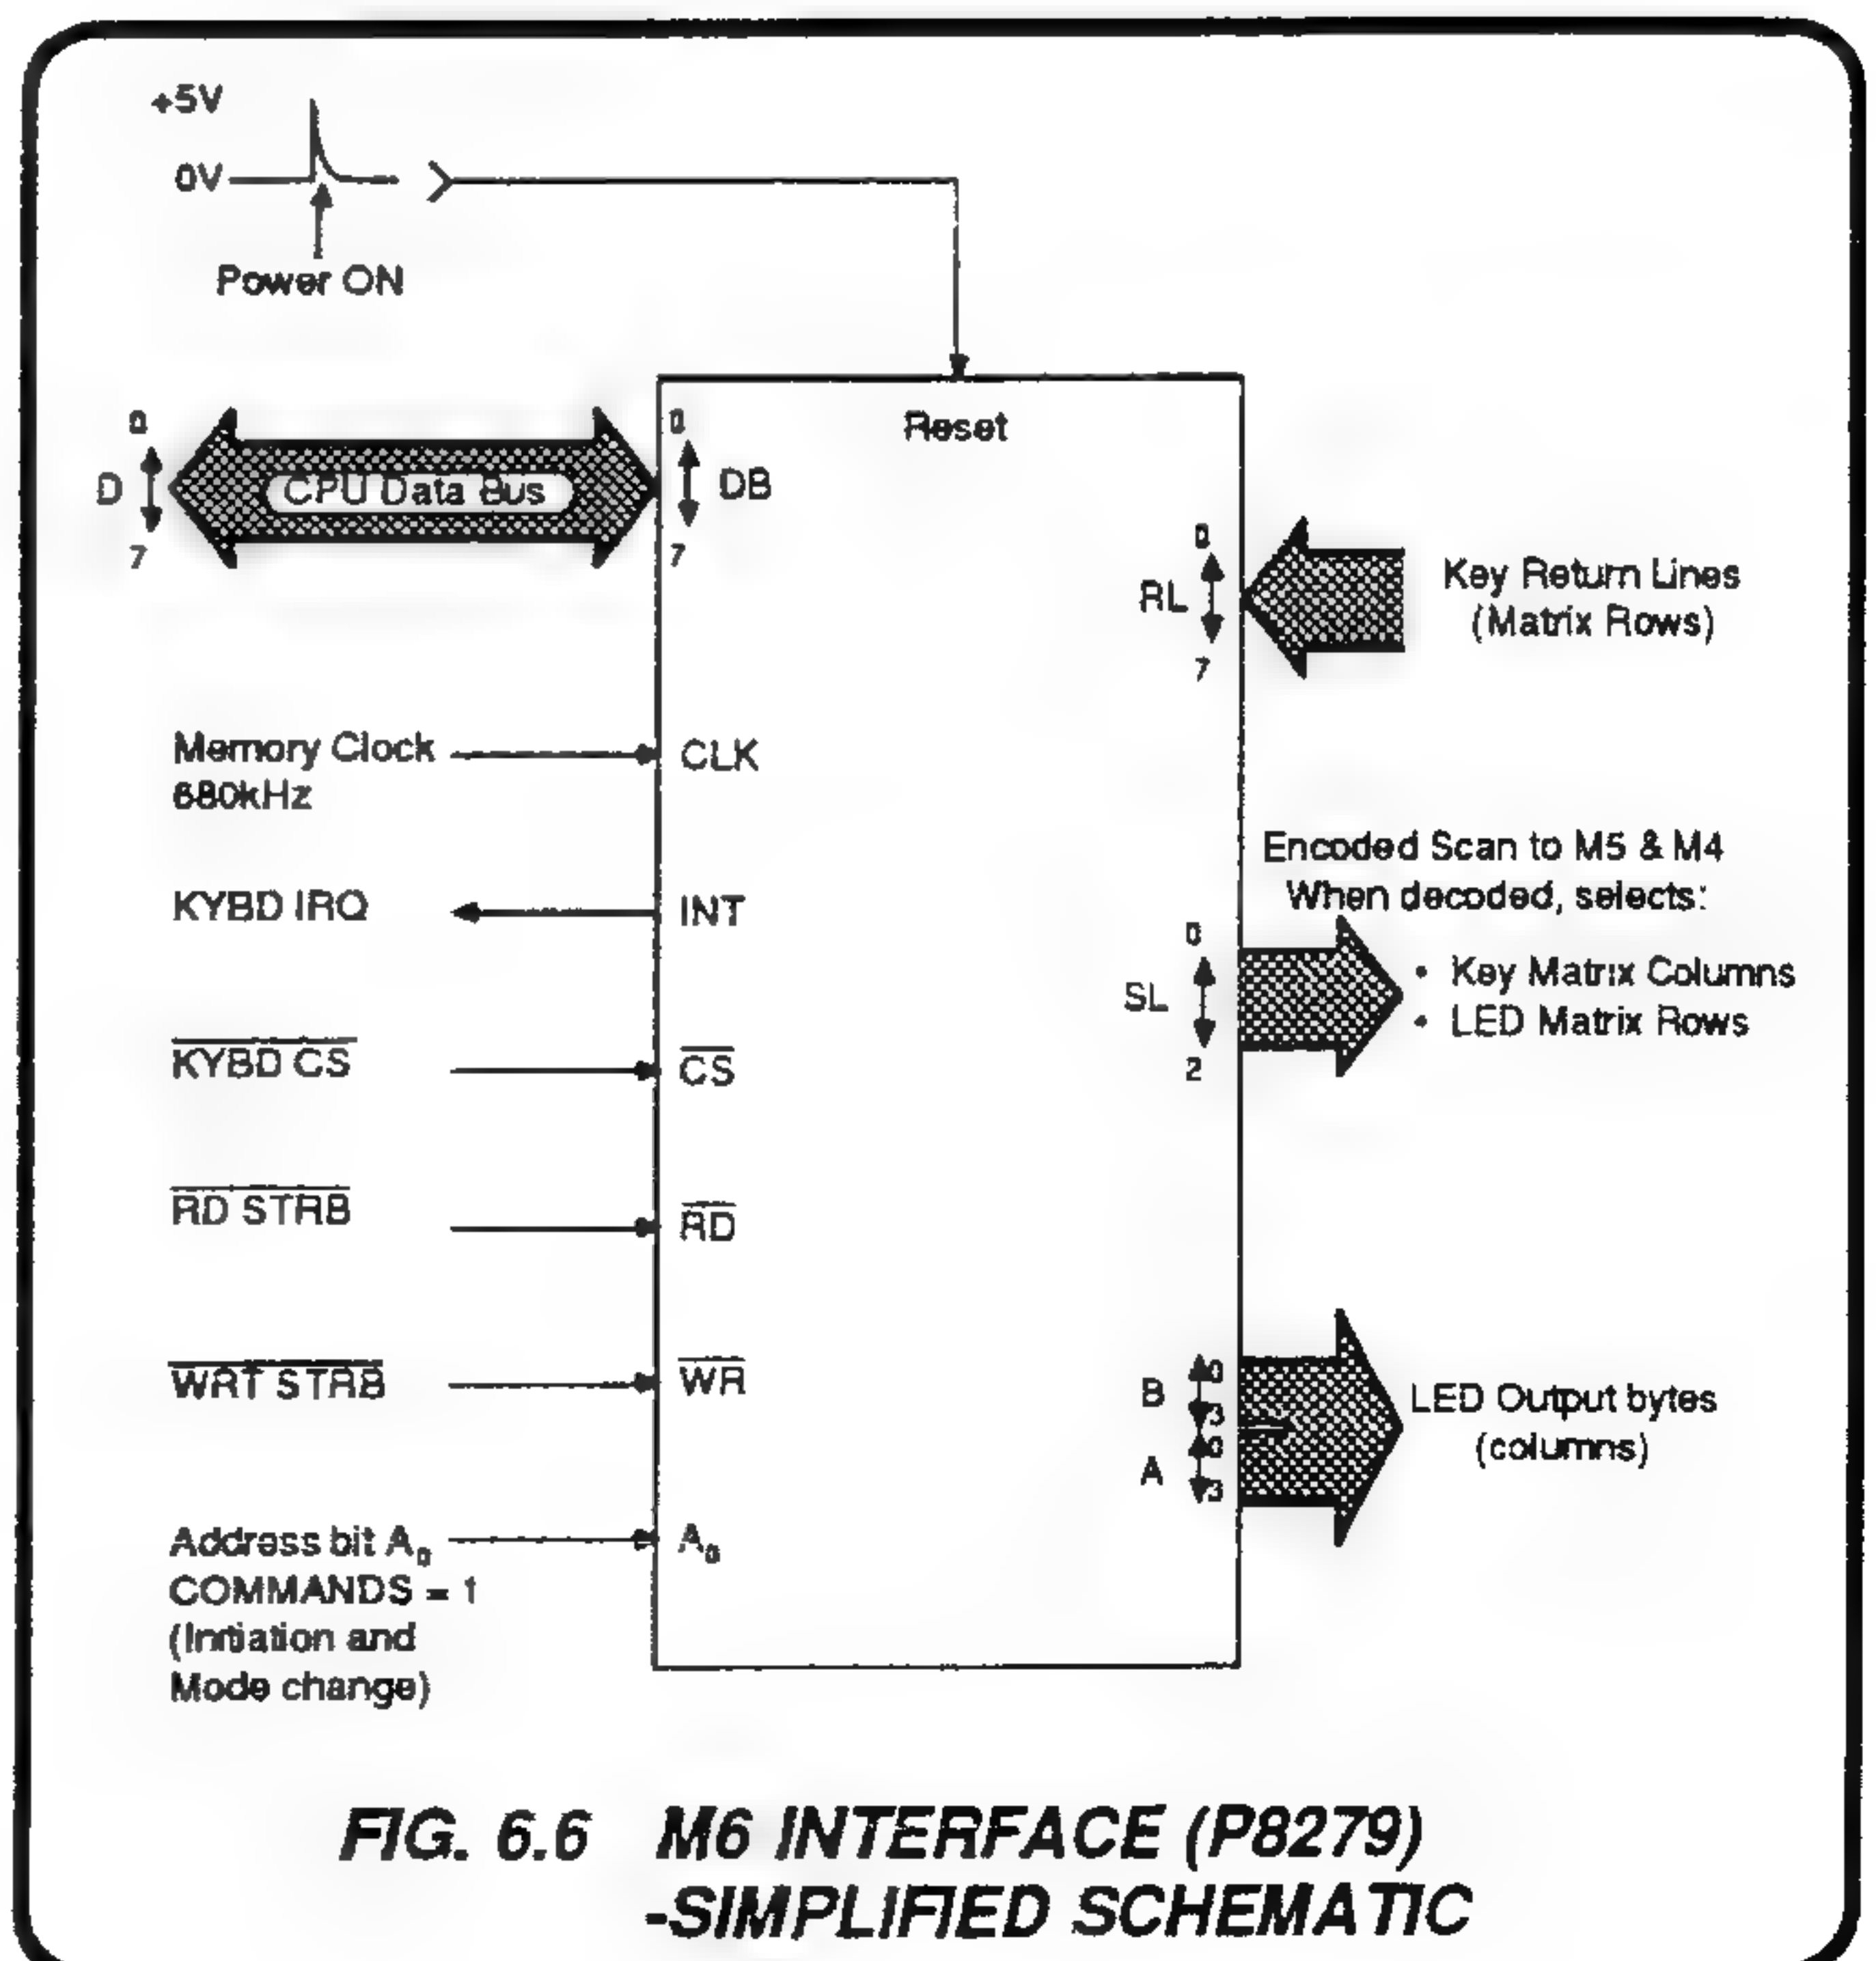 +5V
0V
Power ON
Reset
0
D
7
CPU Data Bus
0
DB
7
0
RL
7
Key Return Lines
(Matrix Rows)
Memory Clock
680kHz
CLK
KYBD IRQ
INT
Encoded Scan to M5 & M4
When decoded, selects:
0
SL
2
• Key Matrix Columns
• LED Matrix Rows
KYBD CS
CS
RD STRB
RD
WRT STRB
WR
B
0
3
A
0
3
LED Output bytes
(columns)
Address bit A0
A0
COMMANDS = 1
(Initiation and
Mode change)
FIG. 6.6 M6 INTERFACE (P8279)
-SIMPLIFIED SCHEMATIC